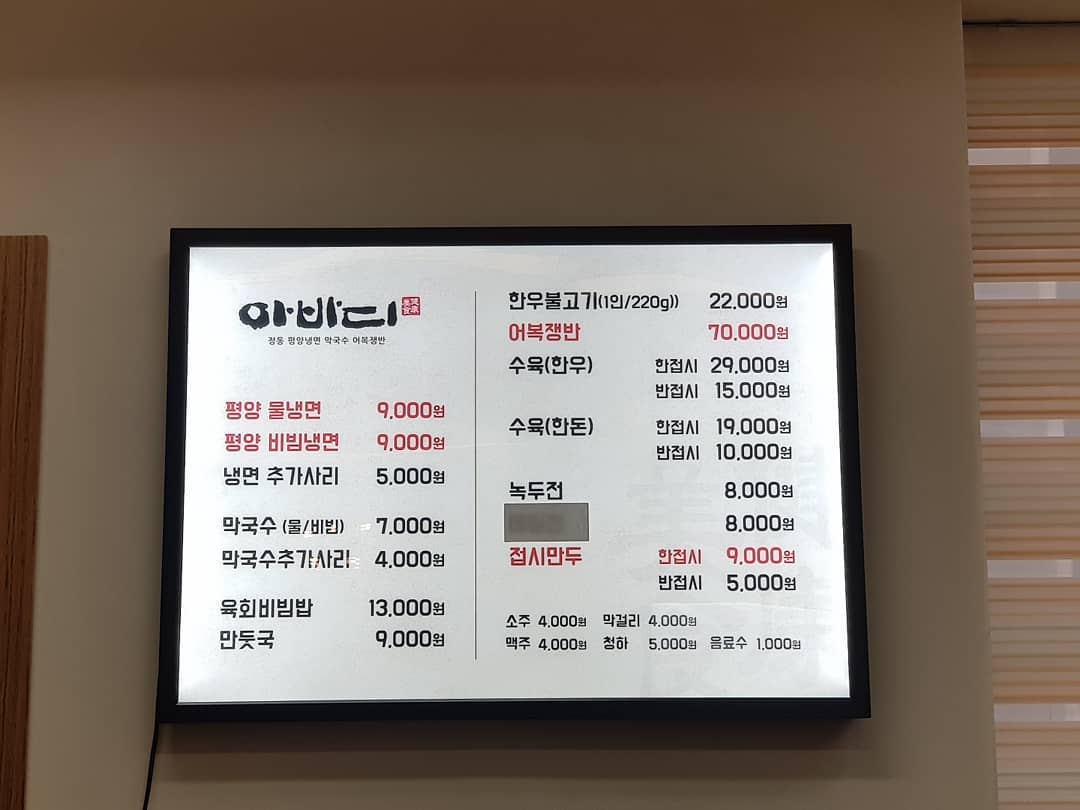 아바디
정동 평양냉면 막국수 어복쟁반
평양 물냉면 9,000원
평양 비빔냉면 9,000원
냉면 추가사리 5,000원
막국수 (물/비빔) 7,000원
막국수추가사리 4,000원
육회비빔밥 13,000원
만둣국 9,000원
한우불고기(1인/220g)) 22,000원
어복쟁반 70,000원
수육(한우) 한접시 29,000원
반접시 15,000원
수육(한돈) 한접시 19,000원
반접시 10,000원
녹두전 8,000원
8,000원
접시만두 한접시 9,000원
반접시 5,000원
소주 4,000원 막걸리 4,000원
맥주 4,000원 청하 5,000원 음료수 1,000원